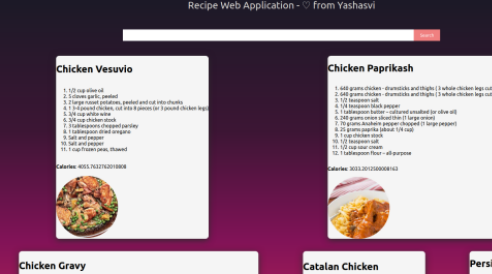 Recipe Web Application - ♡ from Yashasvi
Search
Chicken Vesuvio
1. 1/2 cup olive oil
2. 5 cloves garlic, peeled
3. 2 large russet potatoes, peeled and cut into chunks
4. 1 3-4 pound chicken, cut into 8 pieces (or 3 pound chicken legs)
5. 3/4 cup white wine
6. 3/4 cup chicken stock
7. 3 tablespoons chopped parsley
8. 1 tablespoon dried oregano
9. Salt and pepper
10. Salt and pepper
11. 1 cup frozen peas, thawed
Calories: 4055.7632762010808
Chicken Paprikash
1. 640 grams chicken - drumsticks and thighs ( 3 whole chicken legs cut
2. 640 grams chicken - drumsticks and thighs ( 3 whole chicken legs cut
3. 1/2 teaspoon salt
4. 1/4 teaspoon black pepper
5. 1 tablespoon butter – cultured unsalted (or olive oil)
6. 240 grams onion sliced thin (1 large onion)
7. 70 grams Anaheim pepper chopped (1 large pepper)
8. 25 grams paprika (about 1/4 cup)
9. 1 cup chicken stock
10. 1/2 teaspoon salt
11. 1/2 cup sour cream
12. 1 tablespoon flour – all-purpose
Calories: 3033.2012500008163
Chicken Gravy
Catalan Chicken
Persi